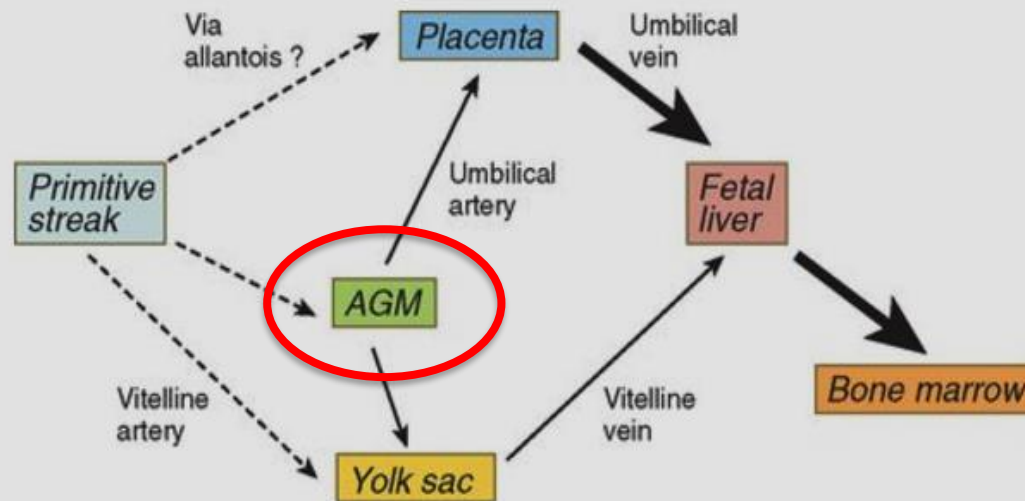 Via
allantois ?
Placenta
Umbilical
vein
Primitive
streak
Umbilical
artery
Fetal
liver
AGM
Vitelline
artery
Vitelline
vein
Bone marrow
Yolk sac